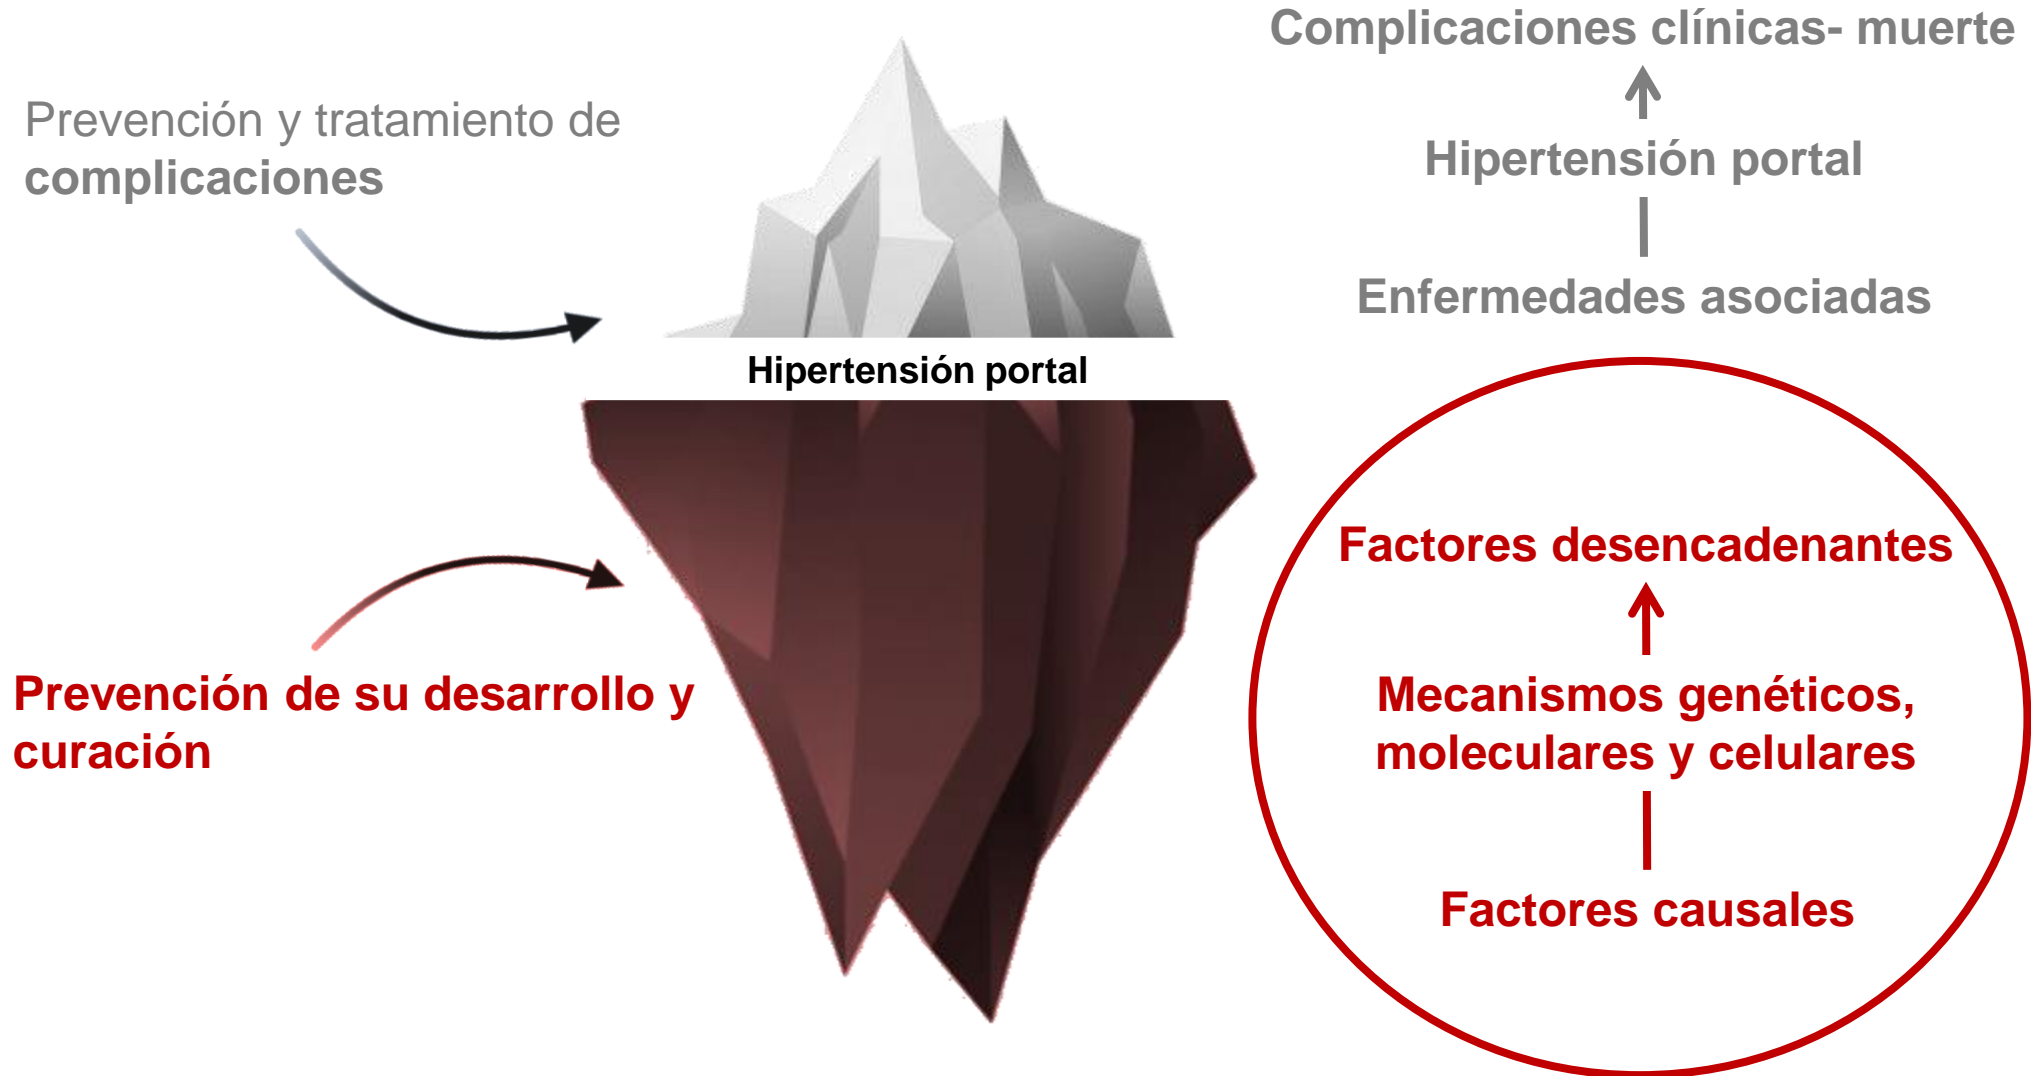 Complicaciones clínicas- muerte
Prevención y tratamiento de
complicaciones
Hipertensión portal
Enfermedades asociadas
Hipertensión portal
Factores desencadenantes
Prevención de su desarrollo y
curación
Mecanismos genéticos,
moleculares y celulares
Factores causales